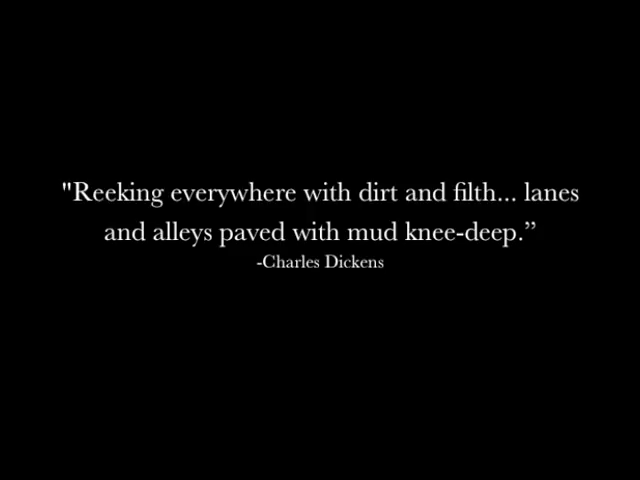 "Reeking everywhere with dirt and filth... lanes
and alleys paved with mud knee-deep.”
-Charles Dickens